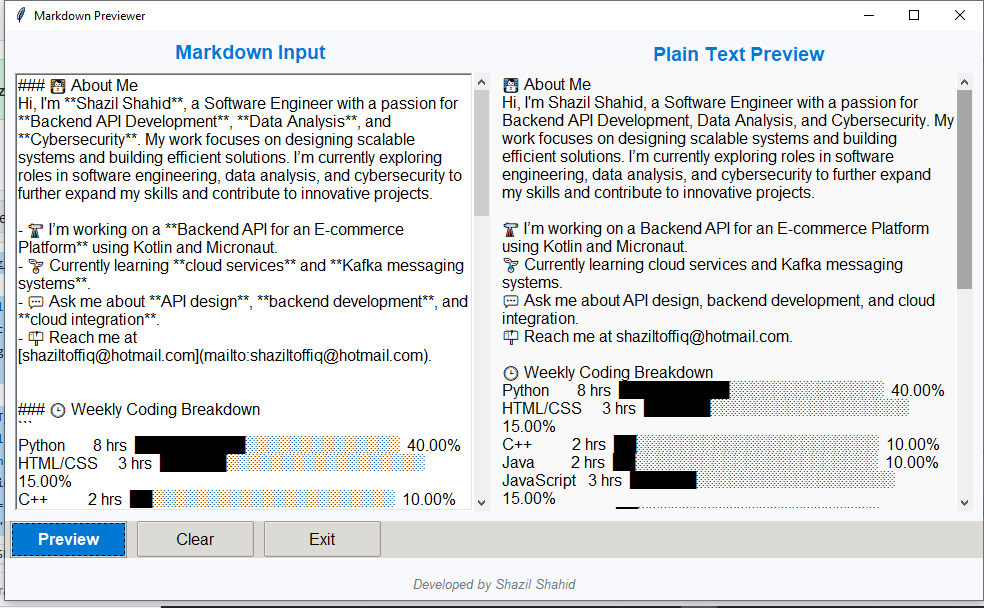 Markdown Previewer
Markdown Input
### 👨‍💻 About Me
Hi, I'm **Shazil Shahid**, a Software Engineer with a passion for
**Backend API Development**, **Data Analysis**, and
**Cybersecurity**. My work focuses on designing scalable
systems and building efficient solutions. I’m currently exploring
roles in software engineering, data analysis, and cybersecurity to
further expand my skills and contribute to innovative projects.
- 🔭 I’m working on a **Backend API for an E-commerce
Platform** using Kotlin and Micronaut.
- 🌱 Currently learning **cloud services** and **Kafka messaging
systems**.
- 💬 Ask me about **API design**, **backend development**, and
**cloud integration**.
- 📫 Reach me at
[shaziltoffiq@hotmail.com](mailto:shaziltoffiq@hotmail.com).
### 🕒 Weekly Coding Breakdown
```
Python 8 hrs 40.00%
HTML/CSS 3 hrs
15.00%
C++ 2 hrs 10.00%
Plain Text Preview
👨‍💻 About Me
Hi, I'm Shazil Shahid, a Software Engineer with a passion for
Backend API Development, Data Analysis, and Cybersecurity. My
work focuses on designing scalable systems and building
efficient solutions. I’m currently exploring roles in software
engineering, data analysis, and cybersecurity to further expand
my skills and contribute to innovative projects.
🔭 I’m working on a Backend API for an E-commerce Platform
using Kotlin and Micronaut.
🌱 Currently learning cloud services and Kafka messaging
systems.
💬 Ask me about API design, backend development, and cloud
integration.
📫 Reach me at shaziltoffiq@hotmail.com.
🕒 Weekly Coding Breakdown
Python 8 hrs 40.00%
HTML/CSS 3 hrs
15.00%
C++ 2 hrs 10.00%
Java 2 hrs 10.00%
JavaScript 3 hrs
15.00%
Preview
Clear
Exit
Developed by Shazil Shahid